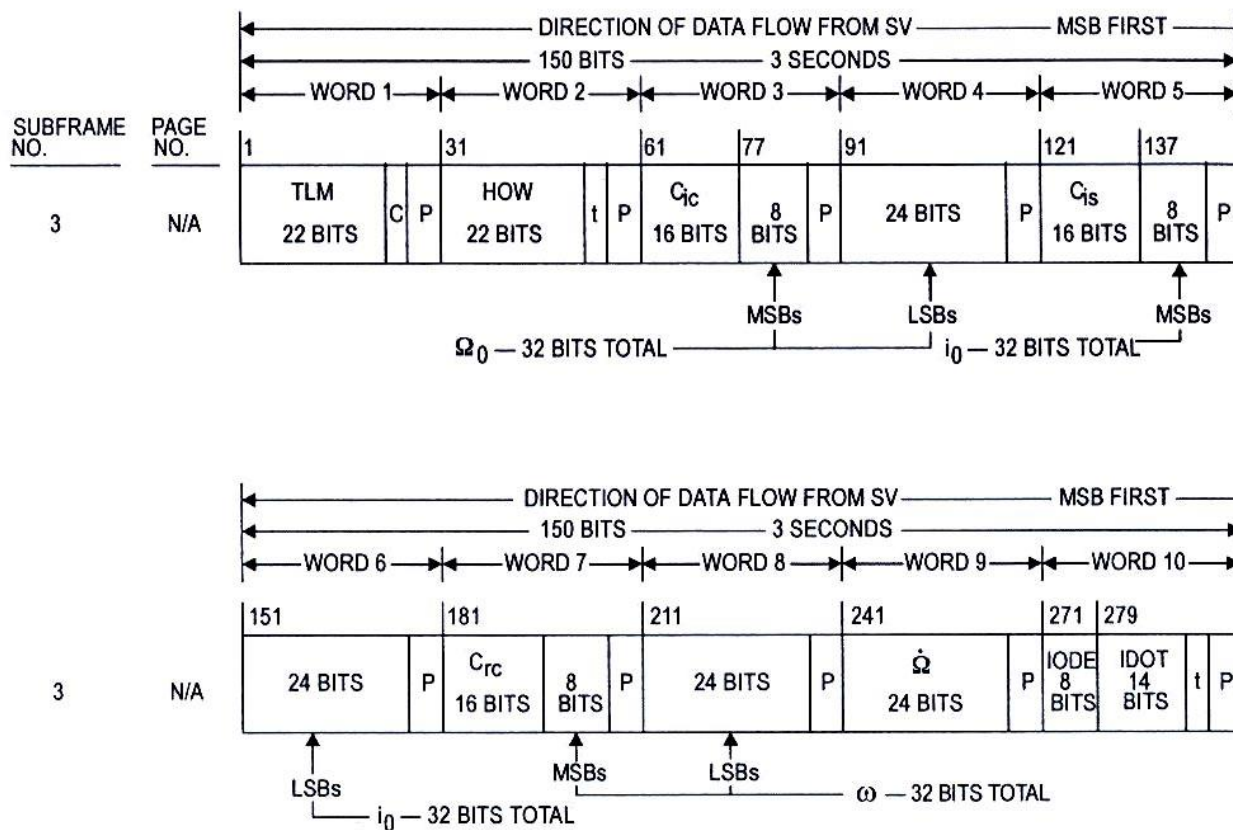 DIRECTION OF DATA FLOW FROM SV MSB FIRST
150 BITS 3 SECONDS
WORD 1 WORD 2 WORD 3 WORD 4 WORD 5
SUBFRAME NO. PAGE NO. 1 31 61 77 91 121 137
3 N/A TLM 22 BITS C P HOW 22 BITS t P Cic 16 BITS 8 BITS P 24 BITS P Cis 16 BITS 8 BITS P
MSBs LSBs MSBs
Ω0 — 32 BITS TOTAL i0 — 32 BITS TOTAL
DIRECTION OF DATA FLOW FROM SV MSB FIRST
150 BITS 3 SECONDS
WORD 6 WORD 7 WORD 8 WORD 9 WORD 10
151 181 211 241 271 279
3 N/A 24 BITS P Crc 16 BITS 8 BITS P 24 BITS P Ω̇ 24 BITS P IODE 8 BITS IDOT 14 BITS t P
LSBs MSBs LSBs
i0 — 32 BITS TOTAL ω — 32 BITS TOTAL